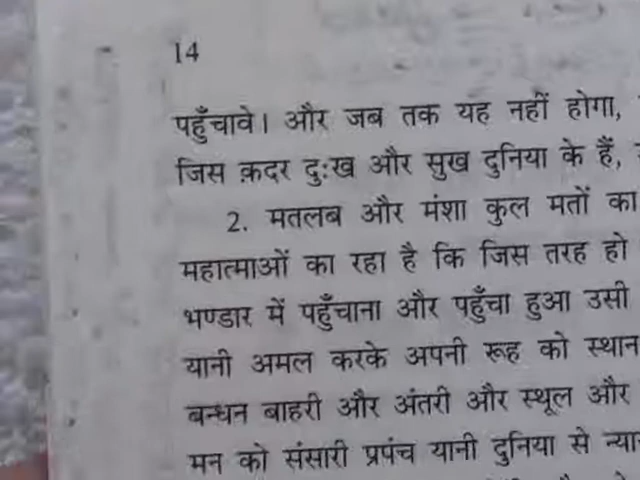 14
पहुँचावे। और जब तक यह नहीं होगा,
जिस क़दर दुःख और सुख दुनिया के हैं,
2. मतलब और मंशा कुल मतों का
महात्माओं का रहा है कि जिस तरह हो
भण्डार में पहुँचाना और पहुँचा हुआ उसी
यानी अमल करके अपनी रूह को स्थान
बन्धन बाहरी और अंतरी और स्थूल और
मन को संसारी प्रपंच यानी दुनिया से